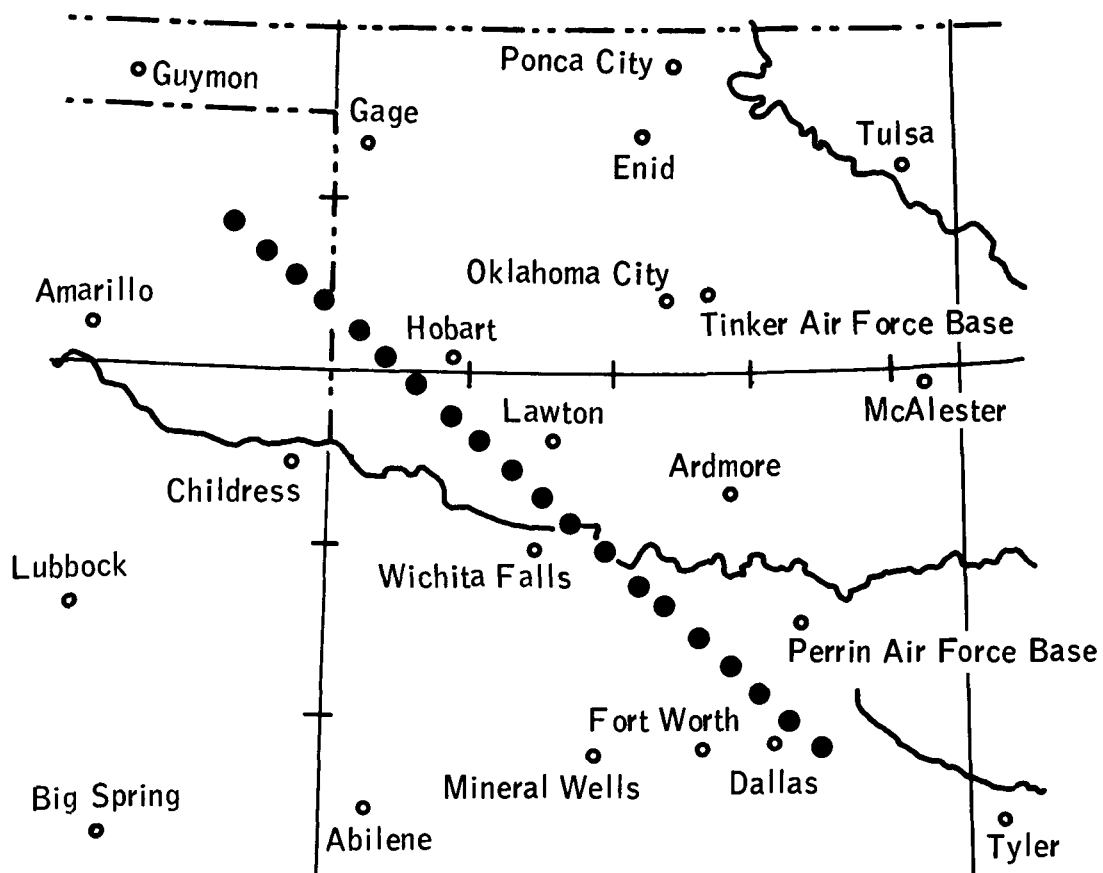 Ponca City
Guymon
Gage
Tulsa
Enid
Oklahoma City
Amarillo
Hobart
Tinker Air Force Base
Lawton
McAlester
Ardmore
Childress
Lubbock
Wichita Falls
Perrin Air Force Base
Fort Worth
Mineral Wells
Dallas
Big Spring
Abilene
Tyler